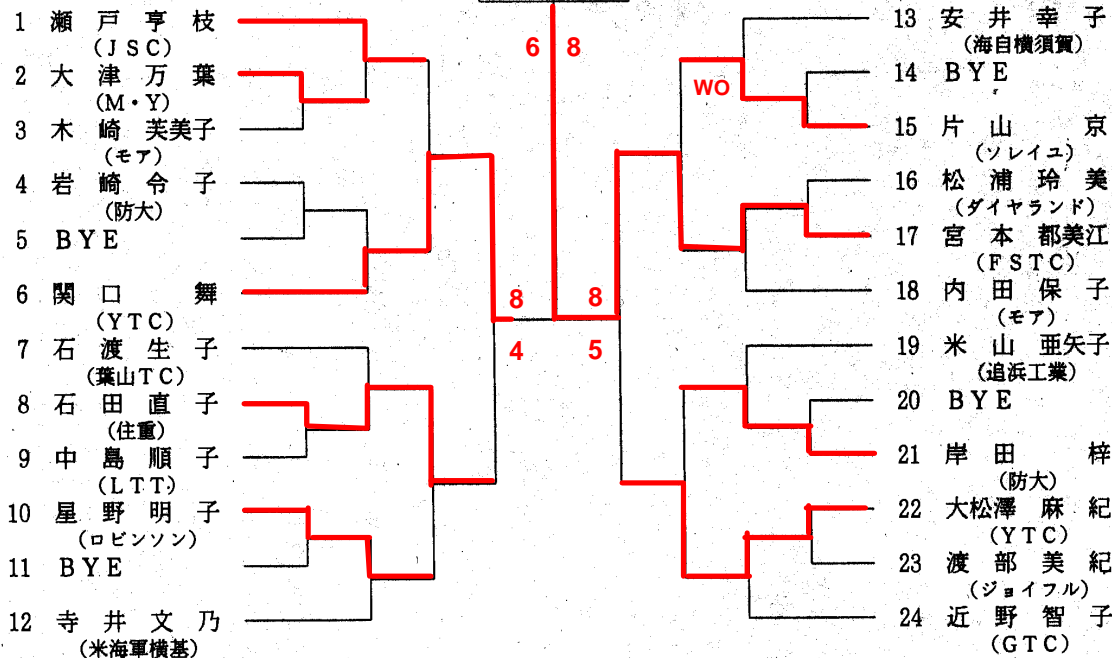 1 瀬戸亨枝
(JSC)
2 大津万葉
(M・Y)
3 木崎芙美子
(モア)
4 岩崎令子
(防大)
5 BYE
6 関口舞
(YTC)
7 石渡生子
(葉山TC)
8 石田直子
(住重)
9 中島順子
(LTT)
10 星野明子
(ロビンソン)
11 BYE
12 寺井文乃
(米海軍横基)
6 8
8 8
4 5
WO
13 安井幸子
(海自横須賀)
14 BYE
15 片山京
(ソレイユ)
16 松浦玲美
(ダイヤランド)
17 宮本都美江
(FSTC)
18 内田保子
(モア)
19 米山亜矢子
(追浜工業)
20 BYE
21 岸田梓
(防大)
22 大松澤麻紀
(YTC)
23 渡部美紀
(ジョイフル)
24 近野智子
(GTC)